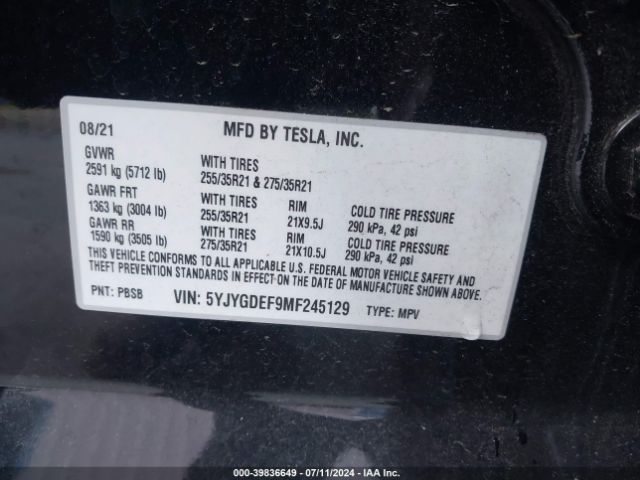 08/21 MFD BY TESLA, INC.
GVWR WITH TIRES
2591 kg (5712 lb) 255/35R21 & 275/35R21
GAWR FRT WITH TIRES RIM COLD TIRE PRESSURE
1363 kg (3004 lb) 255/35R21 21X9.5J 290 kPa, 42 psi
GAWR RR WITH TIRES RIM COLD TIRE PRESSURE
1590 kg (3505 lb) 275/35R21 21X10.5J 290 kPa, 42 psi
THIS VEHICLE CONFORMS TO ALL APPLICABLE U.S. FEDERAL MOTOR VEHICLE SAFETY AND
THEFT PREVENTION STANDARDS IN EFFECT ON THE DATE OF MANUFACTURE SHOWN ABOVE.
PNT: PBSB VIN: 5YJYGDEF9MF245129 TYPE: MPV
000-39836649 - 07/11/2024 - IAA Inc.